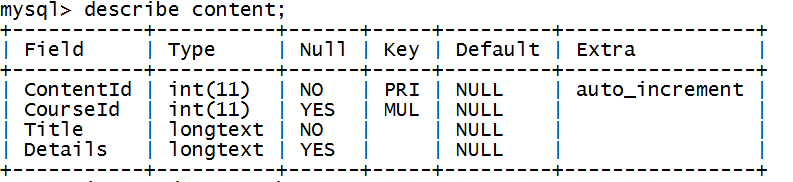 mysql> describe content;
+-----------+----------+------+-----+---------+----------------+
| Field     | Type     | Null | Key | Default | Extra          |
+-----------+----------+------+-----+---------+----------------+
| ContentId | int(11)  | NO   | PRI | NULL    | auto_increment |
| CourseId  | int(11)  | YES  | MUL | NULL    |                |
| Title     | longtext | NO   |     | NULL    |                |
| Details   | longtext | YES  |     | NULL    |                |
+-----------+----------+------+-----+---------+----------------+